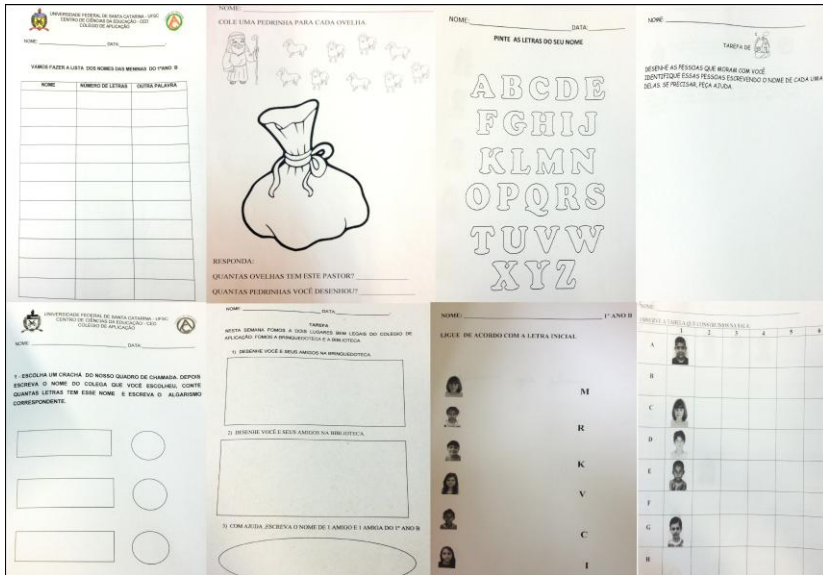 UNIVERSIDADE FEDERAL DE SANTA CATARINA - UFSC
CENTRO DE CIÊNCIAS DA EDUCAÇÃO - CED
COLÉGIO DE APLICAÇÃO
NOME: DATA:
VAMOS FAZER A LISTA DOS NOMES DAS MENINAS DO 1ºANO B
NOME NÚMERO DE LETRAS OUTRA PALAVRA
NOME:
COLE UMA PEDRINHA PARA CADA OVELHA
RESPONDA:
QUANTAS OVELHAS TEM ESTE PASTOR?
QUANTAS PEDRINHAS VOCÊ DESENHOU?
NOME: DATA:
PINTE AS LETRAS DO SEU NOME
A B C D E
F G H I J
K L M N
O P Q R S
T U V W
X Y Z
NOME:
TAREFA DE
DESENHE AS PESSOAS QUE MORAM COM VOCÊ
IDENTIFIQUE ESSAS PESSOAS ESCREVENDO O NOME DE CADA UMA
DELAS. SE PRECISAR, PEÇA AJUDA.
UNIVERSIDADE FEDERAL DE SANTA CATARINA - UFSC
CENTRO DE CIÊNCIAS DA EDUCAÇÃO - CED
COLÉGIO DE APLICAÇÃO
NOME: DATA:
1 - ESCOLHA UM CRACHÁ DO NOSSO QUADRO DE CHAMADA. DEPOIS
ESCREVA O NOME DO COLEGA QUE VOCÊ ESCOLHEU, CONTE
QUANTAS LETRAS TEM ESSE NOME E ESCREVA O ALGARISMO
CORRESPONDENTE.
NOME: DATA:
TAREFA
NESTA SEMANA FOMOS A DOIS LUGARES BEM LEGAIS DO COLÉGIO DE
APLICAÇÃO. FOMOS A BRINQUEDOTECA E A BIBLIOTECA.
1) DESENHE VOCÊ E SEUS AMIGOS NA BRINQUEDOTECA.
2) DESENHE VOCÊ E SEUS AMIGOS NA BIBLIOTECA.
3) COM AJUDA, ESCREVA O NOME DE 1 AMIGO E 1 AMIGA DO 1º ANO B
NOME: 1º ANO B
LIGUE DE ACORDO COM A LETRA INICIAL
M
R
K
V
C
I
OBSERVE A TABELA QUE CONSTRUIMOS NA SALA
1 2 3 4 5 6
A
B
C
D
E
F
G
H